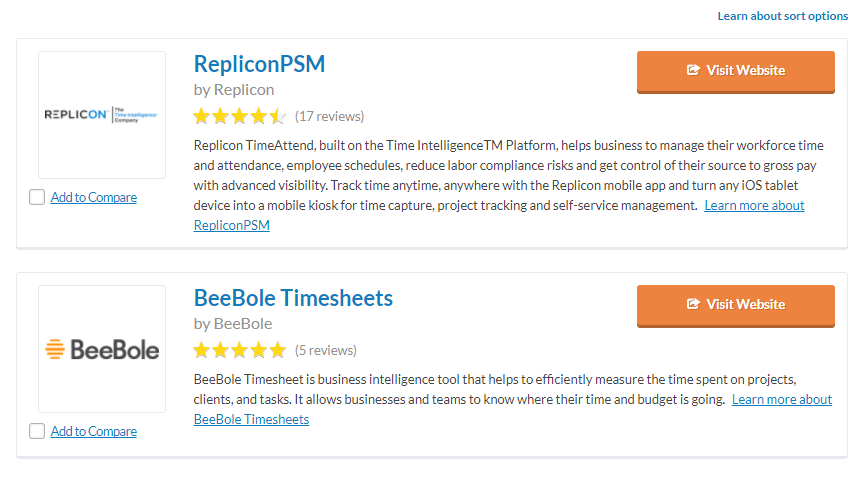 Learn about sort options
REPLICON The Time Intelligence™ Company
RepliconPSM
by Replicon
(17 reviews)
Visit Website
Replicon TimeAttend, built on the Time IntelligenceTM Platform, helps business to manage their workforce time
and attendance, employee schedules, reduce labor compliance risks and get control of their source to gross pay
with advanced visibility. Track time anytime, anywhere with the Replicon mobile app and turn any iOS tablet
device into a mobile kiosk for time capture, project tracking and self-service management. Learn more about
RepliconPSM
Add to Compare
BeeBole
BeeBole Timesheets
by BeeBole
(5 reviews)
Visit Website
BeeBole Timesheet is business intelligence tool that helps to efficiently measure the time spent on projects,
clients, and tasks. It allows businesses and teams to know where their time and budget is going. Learn more about
BeeBole Timesheets
Add to Compare